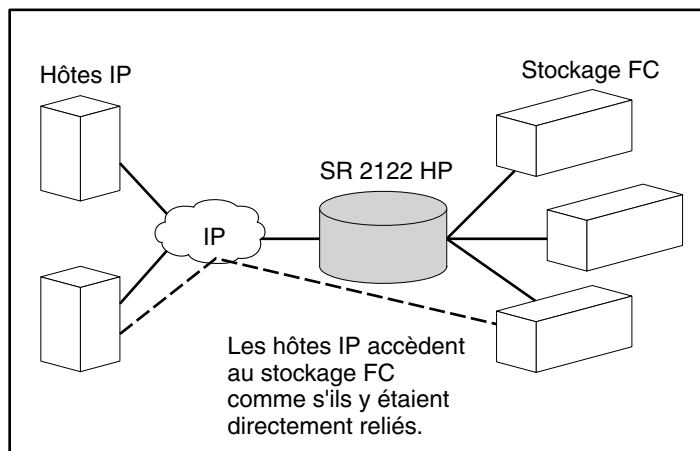 Hôtes IP
Stockage FC
SR 2122 HP
IP
Les hôtes IP accèdent
au stockage FC
comme s'ils y étaient
directement reliés.